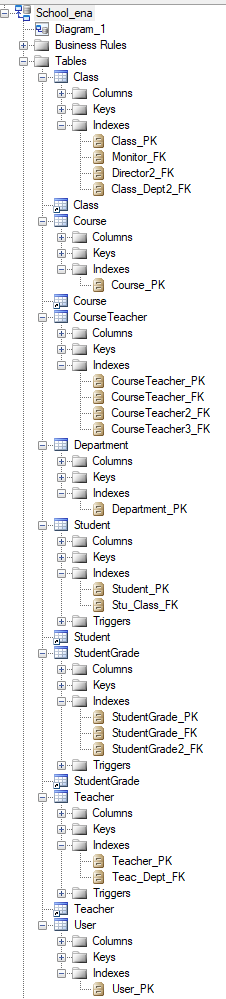 School_ena
Diagram_1
Business Rules
Tables
Class
Columns
Keys
Indexes
Class_PK
Monitor_FK
Director2_FK
Class_Dept2_FK
Class
Course
Columns
Keys
Indexes
Course_PK
Course
CourseTeacher
Columns
Keys
Indexes
CourseTeacher_PK
CourseTeacher_FK
CourseTeacher2_FK
CourseTeacher3_FK
Department
Columns
Keys
Indexes
Department_PK
Student
Columns
Keys
Indexes
Student_PK
Stu_Class_FK
Triggers
Student
StudentGrade
Columns
Keys
Indexes
StudentGrade_PK
StudentGrade_FK
StudentGrade2_FK
Triggers
StudentGrade
Teacher
Columns
Keys
Indexes
Teacher_PK
Teac_Dept_FK
Triggers
Teacher
User
Columns
Keys
Indexes
User_PK